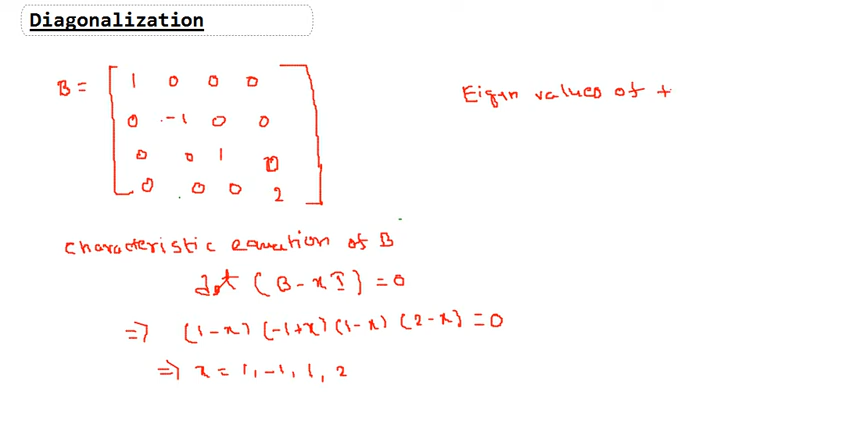 Diagonalization
B = [ 1 0 0 0
0 -1 0 0
0 0 1 0
0 0 0 2 ]
Eigen values of t
Characteristic equation of B
det (B - x I) = 0
=> (1-x) (-1+x) (1-x) (2-x) = 0
=> x = 1, -1, 1, 2